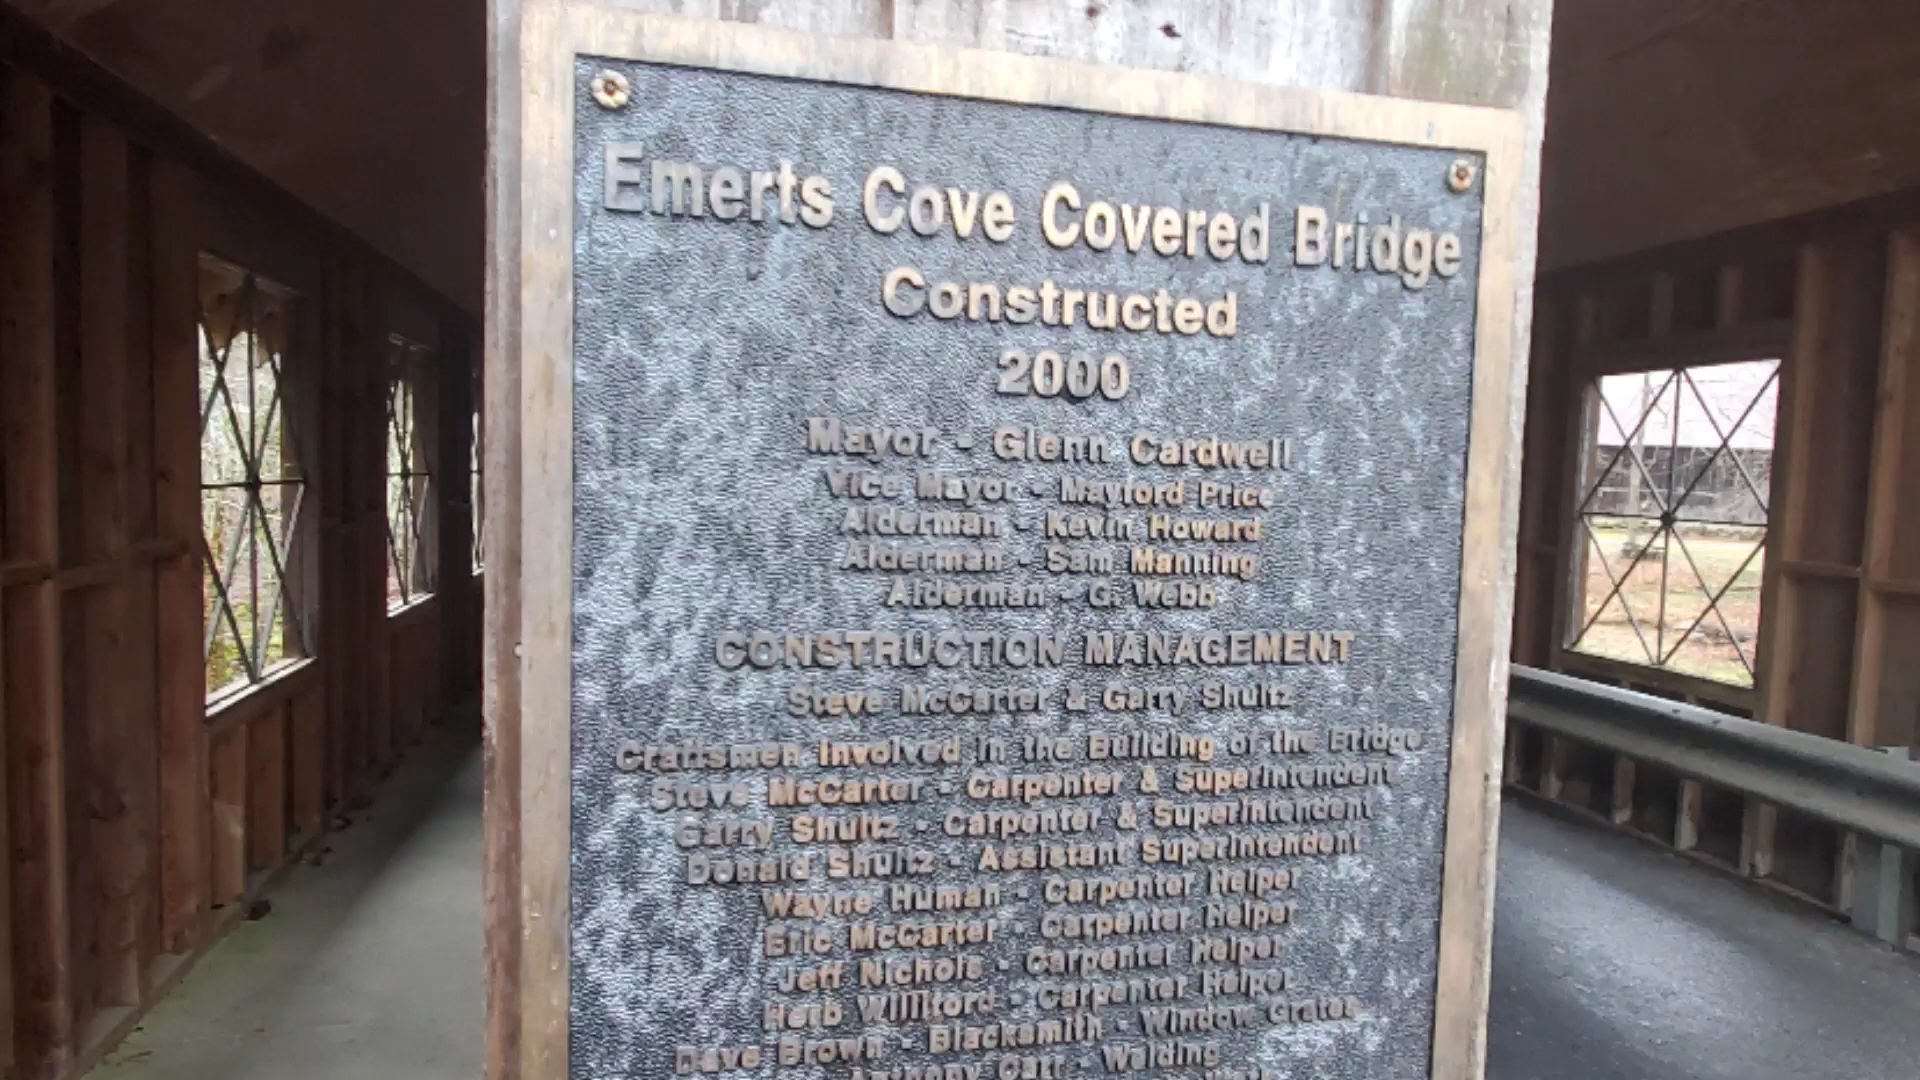 Emerts Cove Covered Bridge
Constructed
2000
Mayor - Glenn Cardwell
Vice Mayor - Mayford Price
Alderman - Kevin Howard
Alderman - Sam Manning
Alderman - G. Webb
CONSTRUCTION MANAGEMENT
Steve McCarter & Garry Shultz
Craftsmen Involved in the Building of the Bridge
Steve McCarter - Carpenter & Superintendent
Garry Shultz - Carpenter & Superintendent
Donald Shultz - Assistant Superintendent
Wayne Human - Carpenter Helper
Eric McCarter - Carpenter Helper
Jeff Nichols - Carpenter Helper
Herb Williford - Carpenter Helper
Dave Brown - Blacksmith - Window Grates
Anthony Carr - Welding